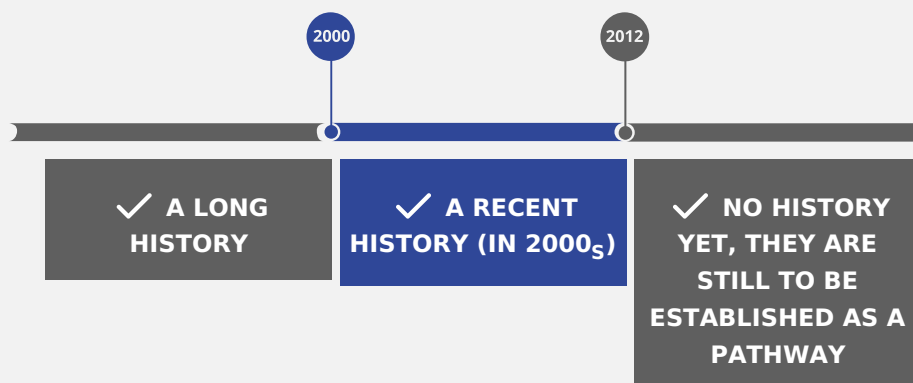 2000
2012
✓ A LONG
HISTORY
✓ A RECENT
HISTORY (IN 2000s)
✓ NO HISTORY
YET, THEY ARE
STILL TO BE
ESTABLISHED AS A
PATHWAY